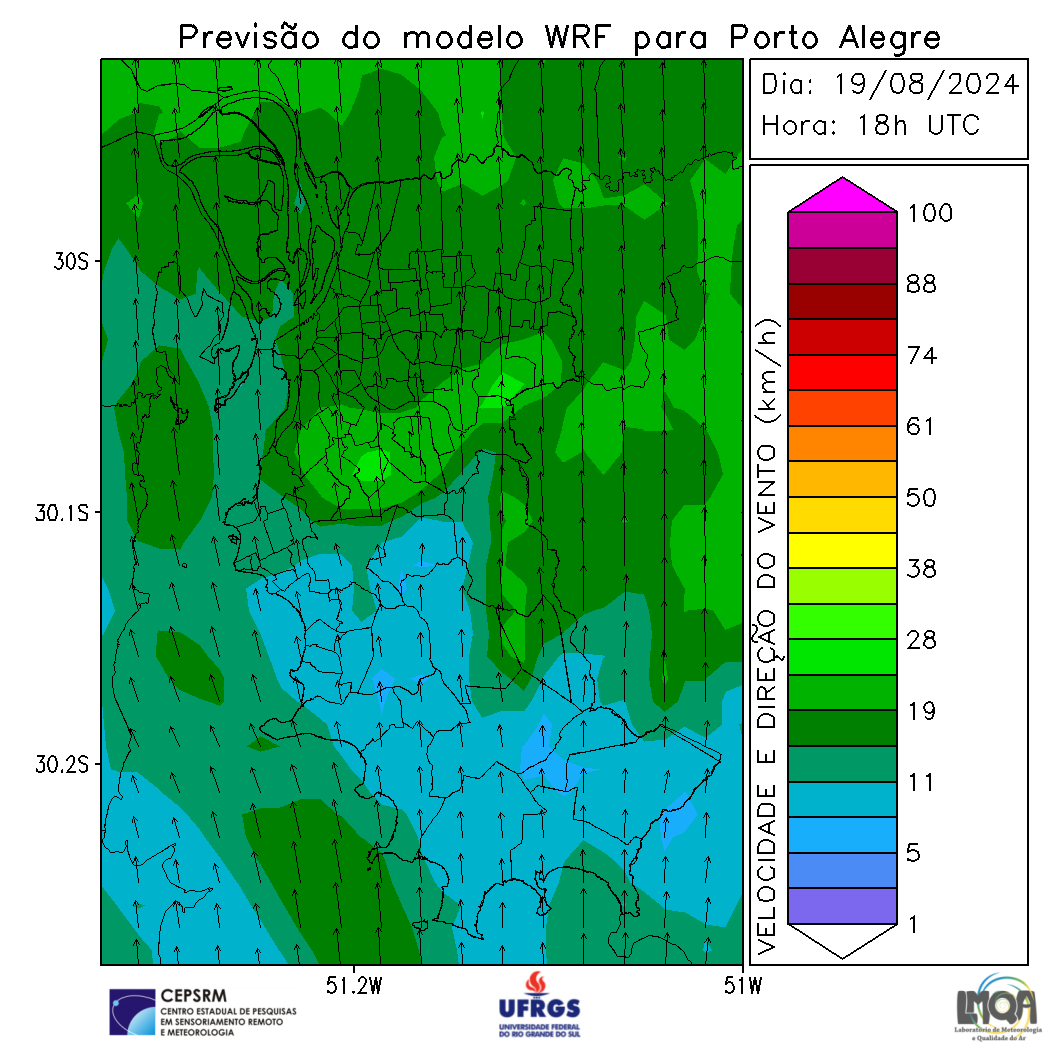 Previsão do modelo WRF para Porto Alegre
Dia: 19/08/2024
Hora: 18h UTC
30S
30.1S
30.2S
51.2W
51W
VELOCIDADE E DIREÇÃO DO VENTO (km/h)
100
88
74
61
50
38
28
19
11
5
1
CEPSRM
CENTRO ESTADUAL DE PESQUISAS
EM SENSORIAMENTO REMOTO
E METEOROLOGIA
UFRGS
UNIVERSIDADE FEDERAL
DO RIO GRANDE DO SUL
LMQA
Laboratório de Meteorologia
e Qualidade do Ar